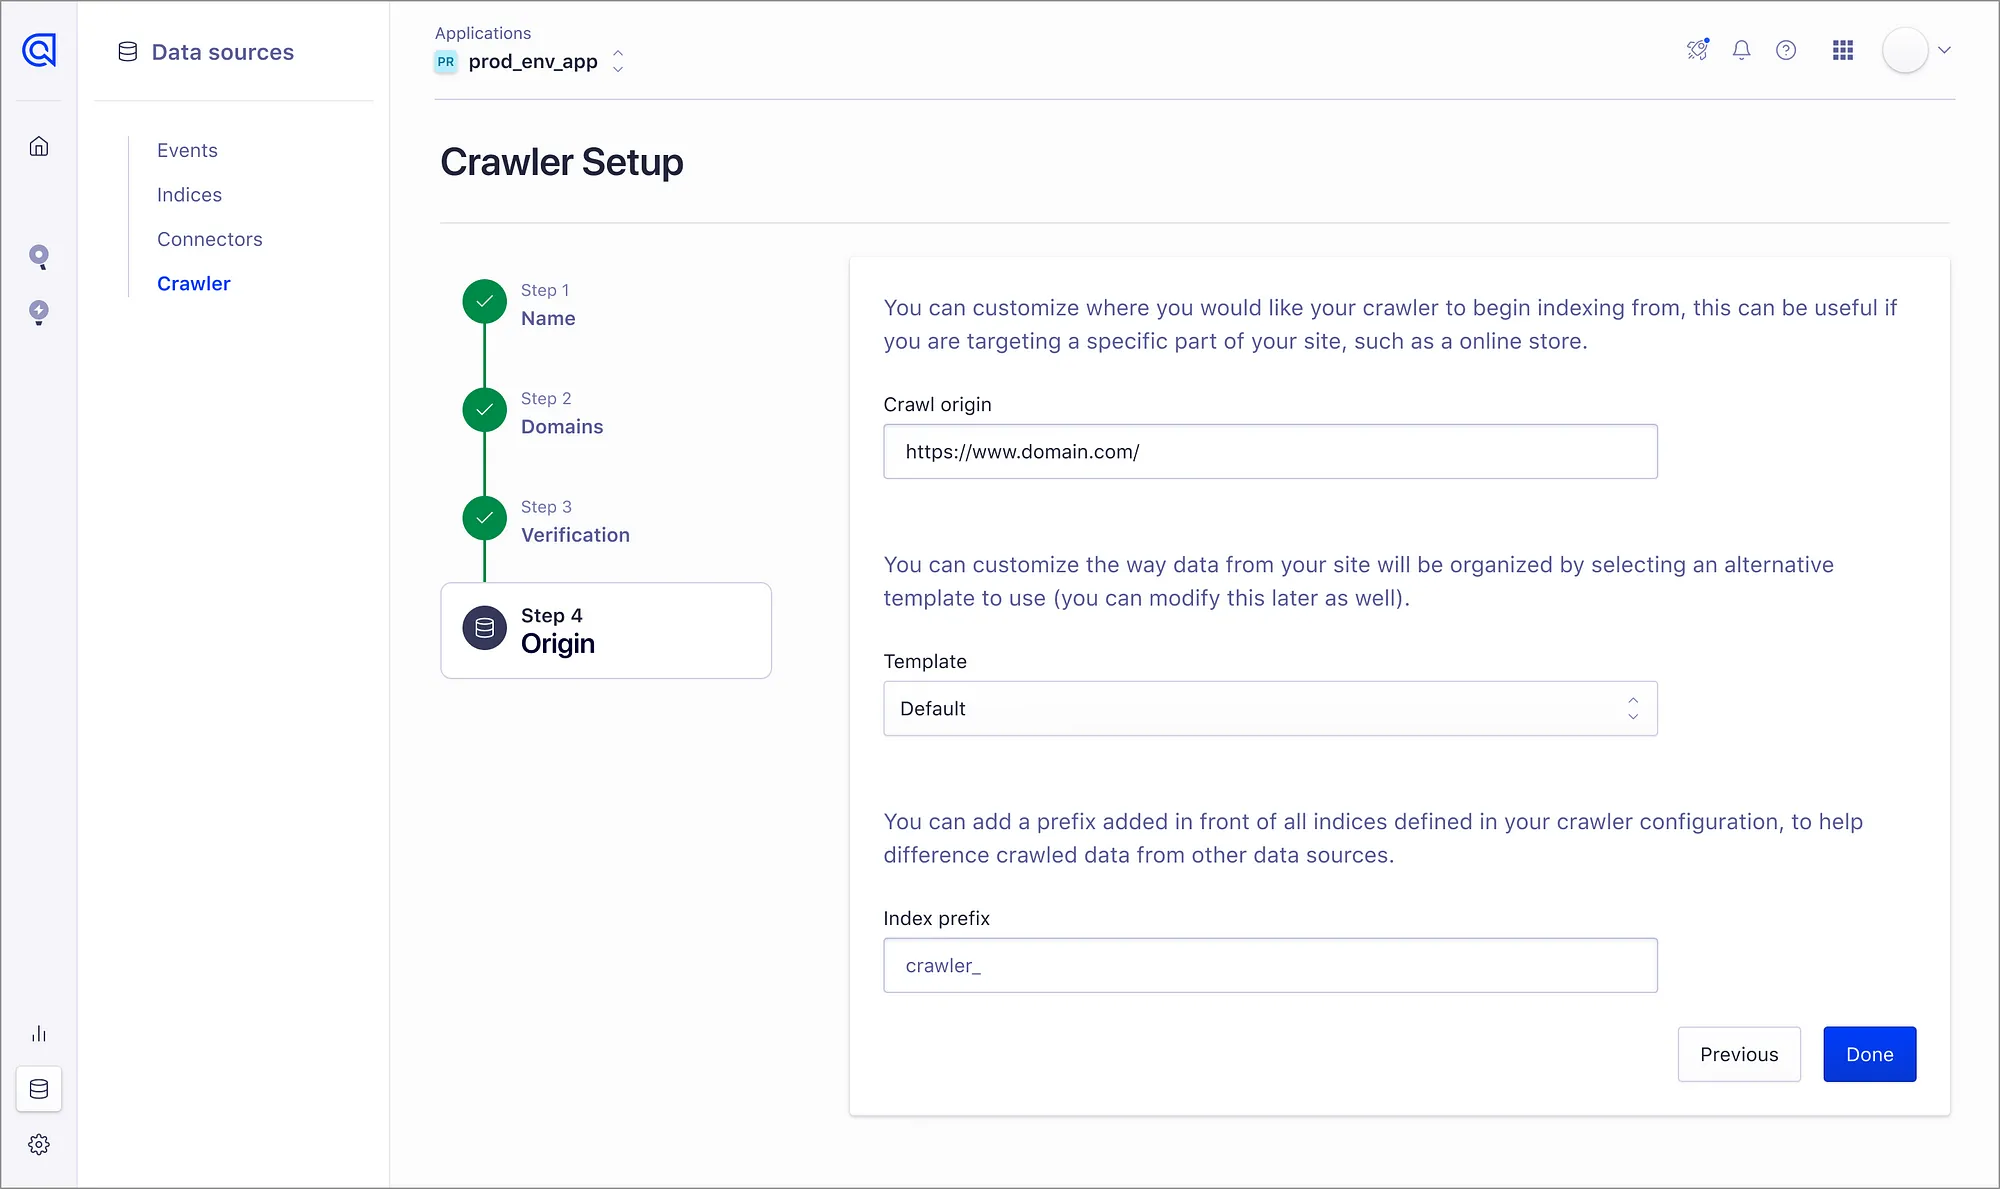 Data sources
Events
Indices
Connectors
Crawler
Applications
PR prod_env_app
Crawler Setup
Step 1
Name
Step 2
Domains
Step 3
Verification
Step 4
Origin
You can customize where you would like your crawler to begin indexing from, this can be useful if
you are targeting a specific part of your site, such as a online store.
Crawl origin
https://www.domain.com/
You can customize the way data from your site will be organized by selecting an alternative
template to use (you can modify this later as well).
Template
Default
You can add a prefix added in front of all indices defined in your crawler configuration, to help
difference crawled data from other data sources.
Index prefix
crawler_
Previous
Done